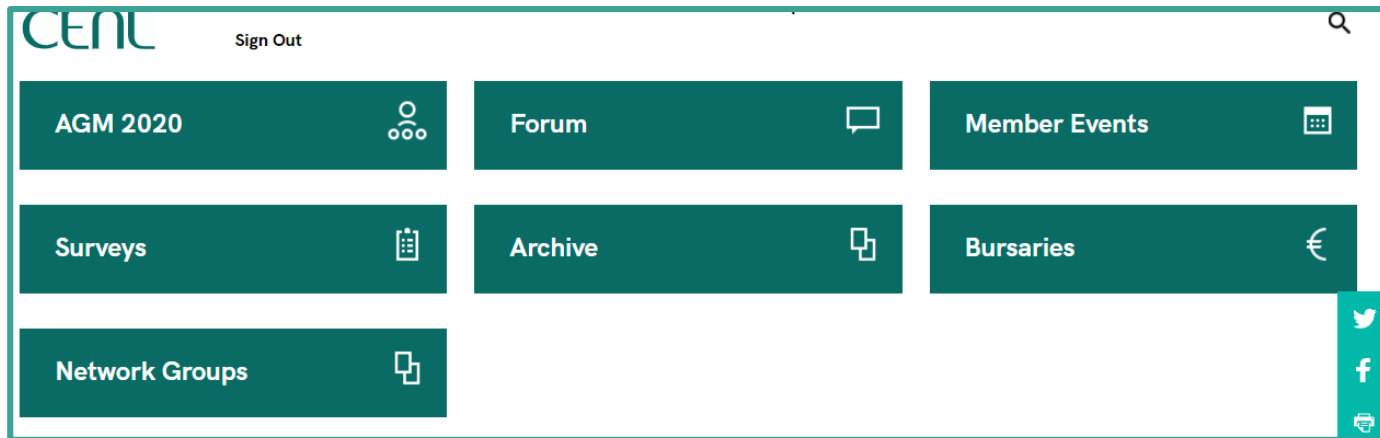 CENL
Sign Out
AGM 2020
Forum
Member Events
Surveys
Archive
Bursaries
€
Network Groups